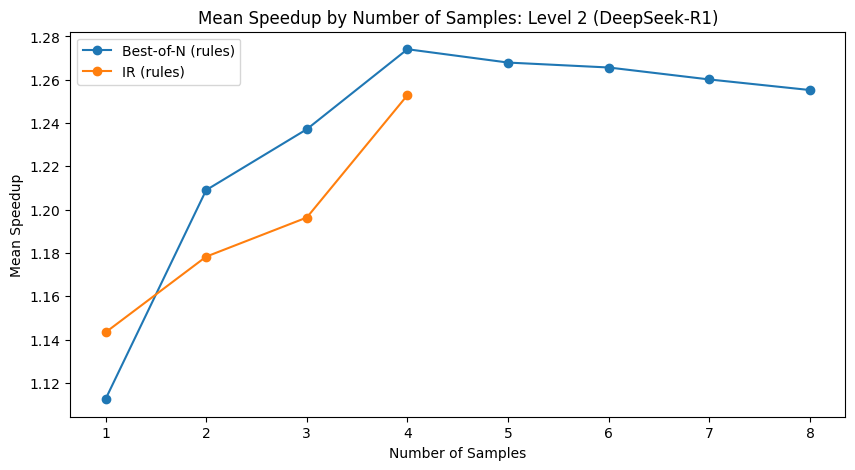 Mean Speedup by Number of Samples: Level 2 (DeepSeek-R1)
Best-of-N (rules)
IR (rules)
Mean Speedup
1.28
1.26
1.24
1.22
1.20
1.18
1.16
1.14
1.12
1 2 3 4 5 6 7 8
Number of Samples